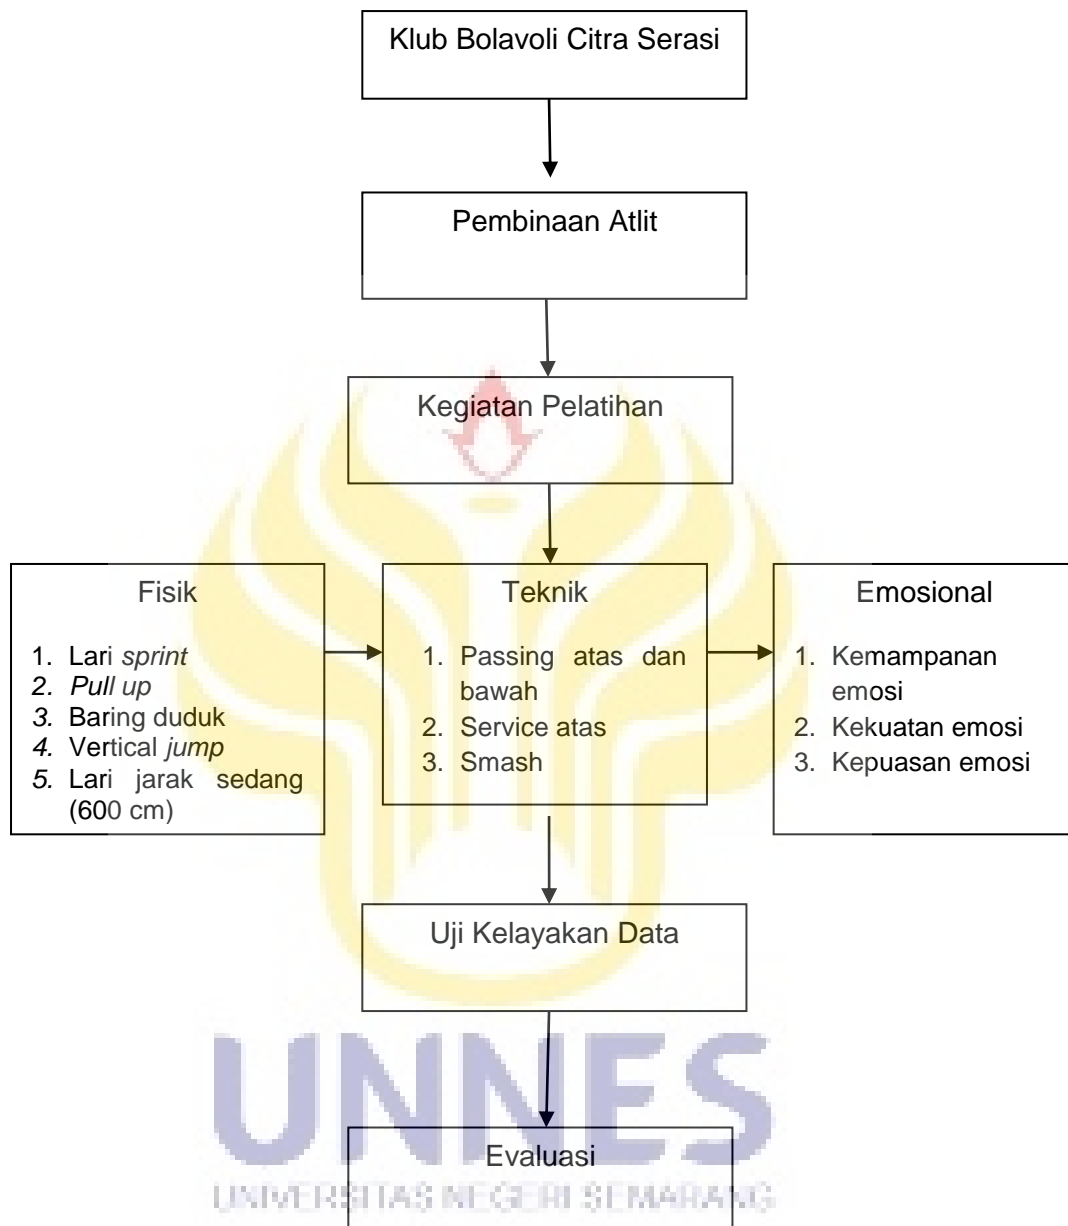 Klub Bolavoli Citra Serasi
Pembinaan Atlit
Kegiatan Pelatihan
Fisik
1. Lari sprint
2. Pull up
3. Baring duduk
4. Vertical jump
5. Lari jarak sedang
(600 cm)
Teknik
1. Passing atas dan
bawah
2. Service atas
3. Smash
Emosional
1. Kemampanan
emosi
2. Kekuatan emosi
3. Kepuasan emosi
Uji Kelayakan Data
UNNES
Evaluasi
UNIVERSITAS NEGERI SEMARANG